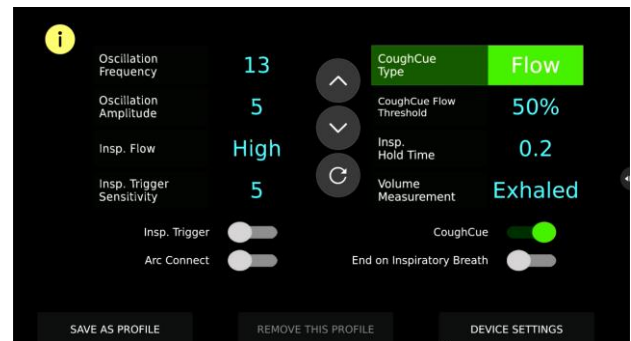 i
Oscillation
Frequency
13
CoughCue
Type
Flow
Oscillation
Amplitude
5
CoughCue Flow
Threshold
50%
Insp. Flow
High
Insp.
Hold Time
0.2
Insp. Trigger
Sensitivity
5
Volume
Measurement
Exhaled
Insp. Trigger
CoughCue
Arc Connect
End on Inspiratory Breath
SAVE AS PROFILE
REMOVE THIS PROFILE
DEVICE SETTINGS